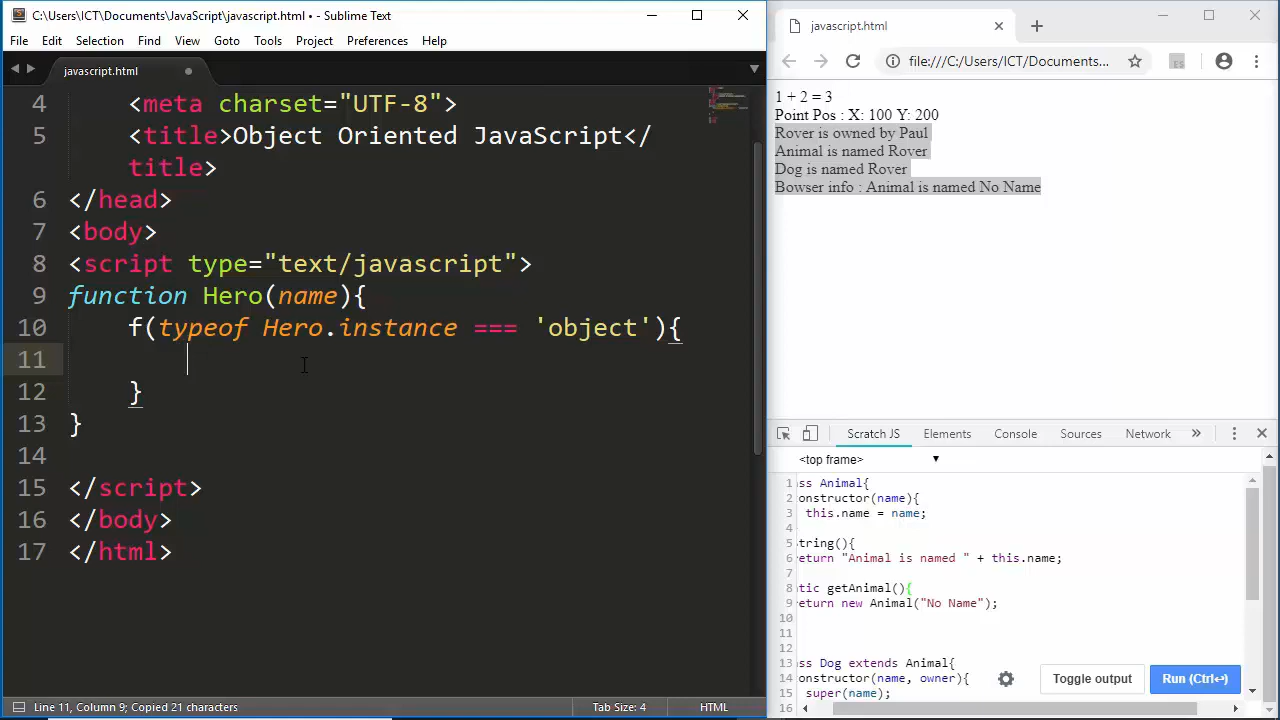 C:\Users\ICT\Documents\JavaScript\javascript.html • - Sublime Text
File Edit Selection Find View Goto Tools Project Preferences Help
javascript.html
4 <meta charset="UTF-8">
5 <title>Object Oriented JavaScript</
title>
6 </head>
7 <body>
8 <script type="text/javascript">
9 function Hero(name){
10 f(typeof Hero.instance === 'object'){
11
12 }
13 }
14
15 </script>
16 </body>
17 </html>
Line 11, Column 9; Copied 21 characters Tab Size: 4 HTML
javascript.html
file:///C:/Users/ICT/Documents...
ES
1 + 2 = 3
Point Pos : X: 100 Y: 200
Rover is owned by Paul
Animal is named Rover
Dog is named Rover
Bowser info : Animal is named No Name
Scratch JS Elements Console Sources Network »
<top frame> ▼
1 ss Animal{
2 onstructor(name){
3 this.name = name;
4
5 tring(){
6 eturn "Animal is named " + this.name;
7
8 tic getAnimal(){
9 eturn new Animal("No Name");
10
11
12
13 ss Dog extends Animal{
14 onstructor(name, owner){
15 super(name);
16
Toggle output Run (Ctrl↵)